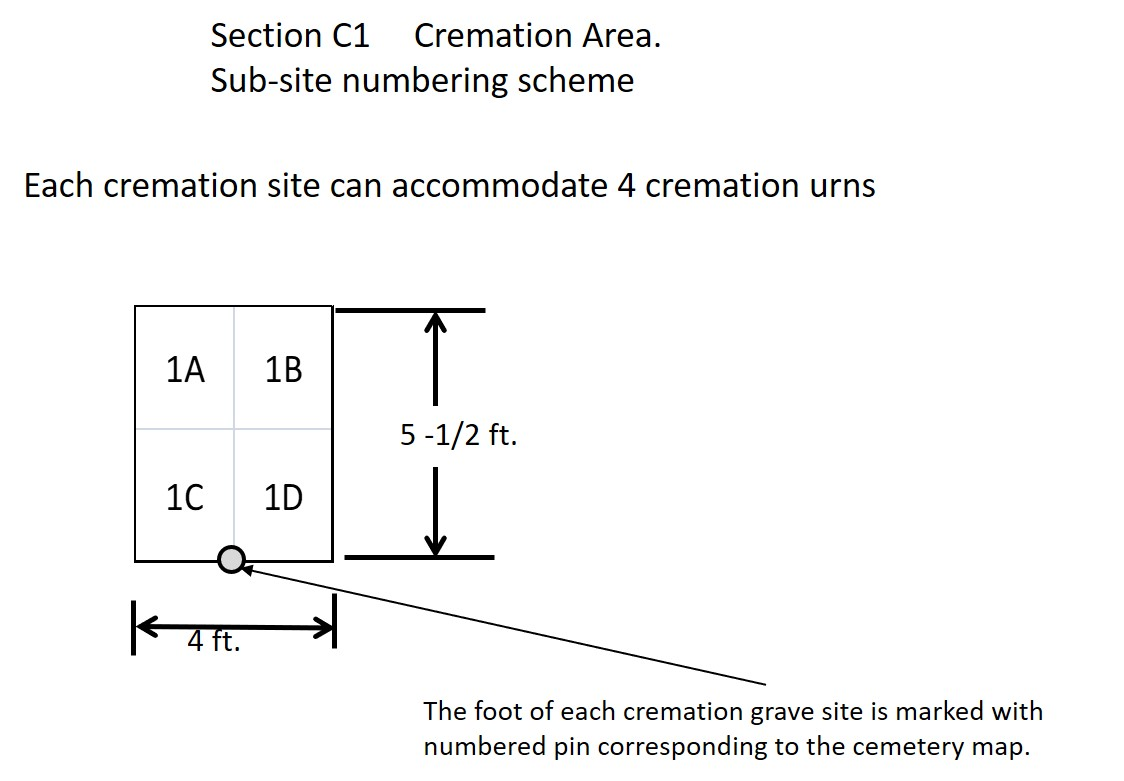 Section C1 Cremation Area.
Sub-site numbering scheme
Each cremation site can accommodate 4 cremation urns
1A 1B
5 -1/2 ft.
1C 1D
4 ft.
The foot of each cremation grave site is marked with
numbered pin corresponding to the cemetery map.